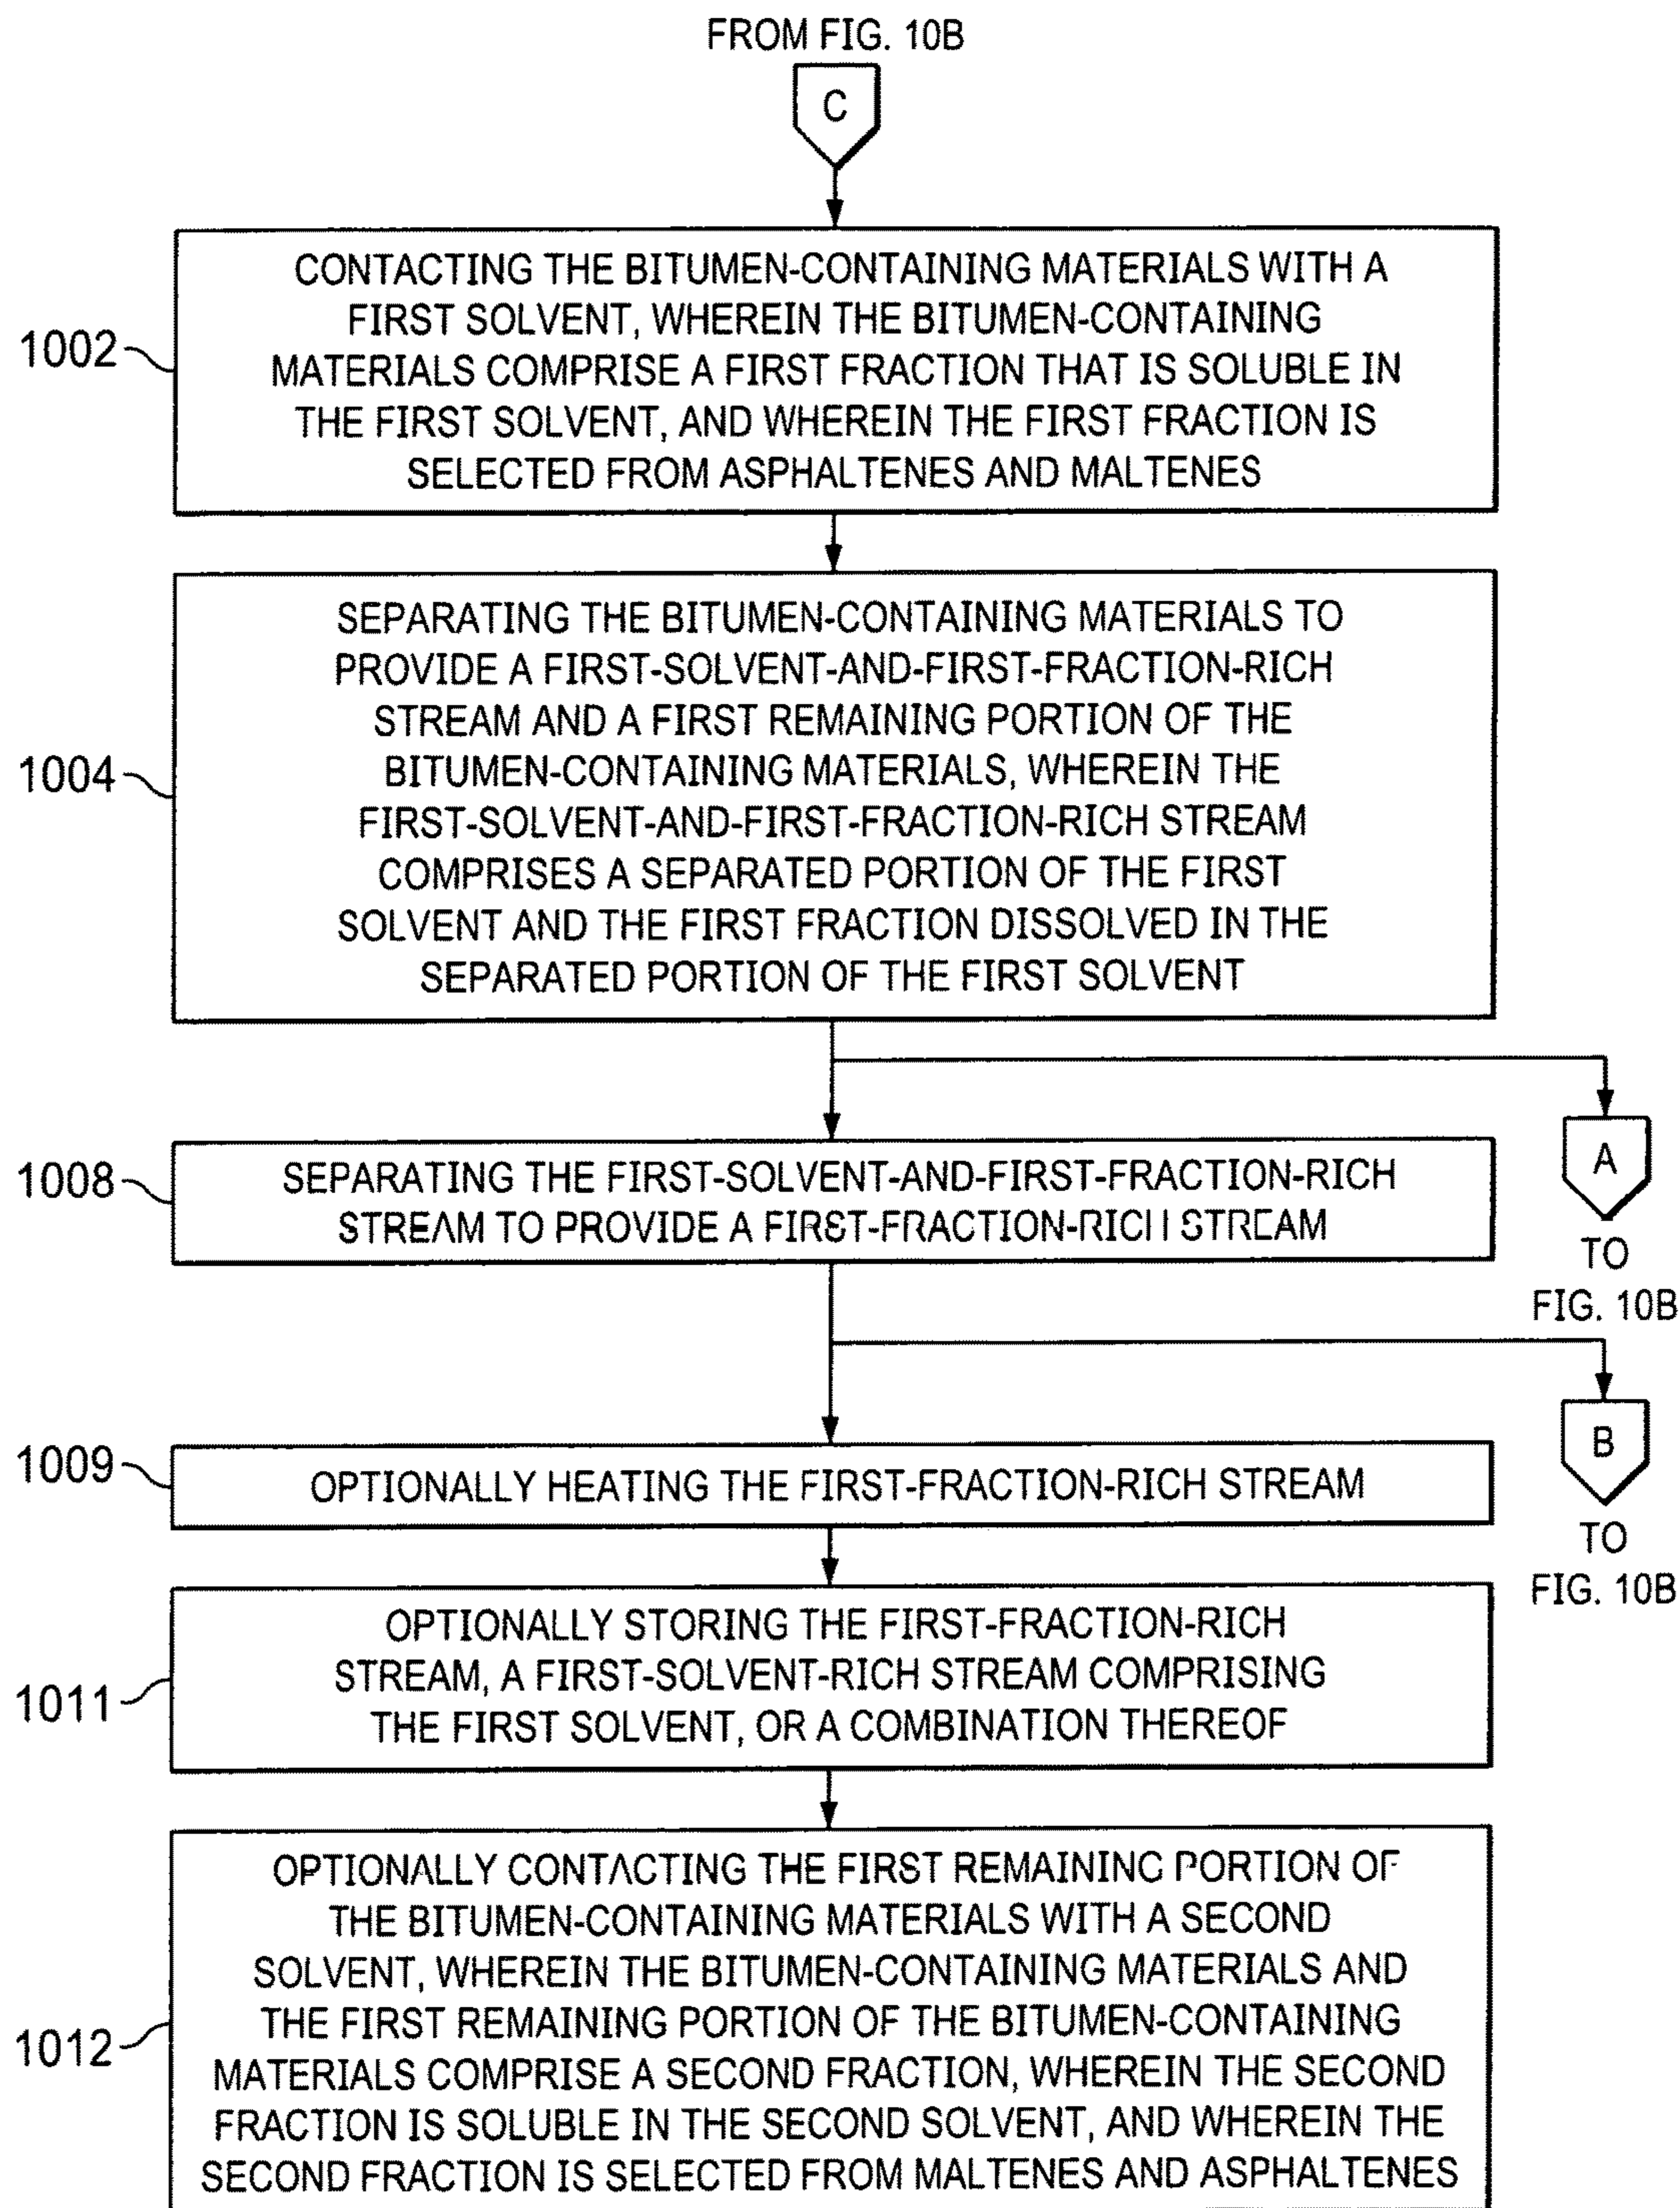 FROM FIG. 10B
C
1002
CONTACTING THE BITUMEN-CONTAINING MATERIALS WITH A
FIRST SOLVENT, WHEREIN THE BITUMEN-CONTAINING
MATERIALS COMPRISE A FIRST FRACTION THAT IS SOLUBLE IN
THE FIRST SOLVENT, AND WHEREIN THE FIRST FRACTION IS
SELECTED FROM ASPHALTENES AND MALTENES
1004
SEPARATING THE BITUMEN-CONTAINING MATERIALS TO
PROVIDE A FIRST-SOLVENT-AND-FIRST-FRACTION-RICH
STREAM AND A FIRST REMAINING PORTION OF THE
BITUMEN-CONTAINING MATERIALS, WHEREIN THE
FIRST-SOLVENT-AND-FIRST-FRACTION-RICH STREAM
COMPRISES A SEPARATED PORTION OF THE FIRST
SOLVENT AND THE FIRST FRACTION DISSOLVED IN THE
SEPARATED PORTION OF THE FIRST SOLVENT
1008
SEPARATING THE FIRST-SOLVENT-AND-FIRST-FRACTION-RICH
STREAM TO PROVIDE A FIRST-FRACTION-RICH STREAM
A
TO
FIG. 10B
1009
OPTIONALLY HEATING THE FIRST-FRACTION-RICH STREAM
B
TO
FIG. 10B
1011
OPTIONALLY STORING THE FIRST-FRACTION-RICH
STREAM, A FIRST-SOLVENT-RICH STREAM COMPRISING
THE FIRST SOLVENT, OR A COMBINATION THEREOF
1012
OPTIONALLY CONTACTING THE FIRST REMAINING PORTION OF
THE BITUMEN-CONTAINING MATERIALS WITH A SECOND
SOLVENT, WHEREIN THE BITUMEN-CONTAINING MATERIALS AND
THE FIRST REMAINING PORTION OF THE BITUMEN-CONTAINING
MATERIALS COMPRISE A SECOND FRACTION, WHEREIN THE SECOND
FRACTION IS SOLUBLE IN THE SECOND SOLVENT, AND WHEREIN THE
SECOND FRACTION IS SELECTED FROM MALTENES AND ASPHALTENES